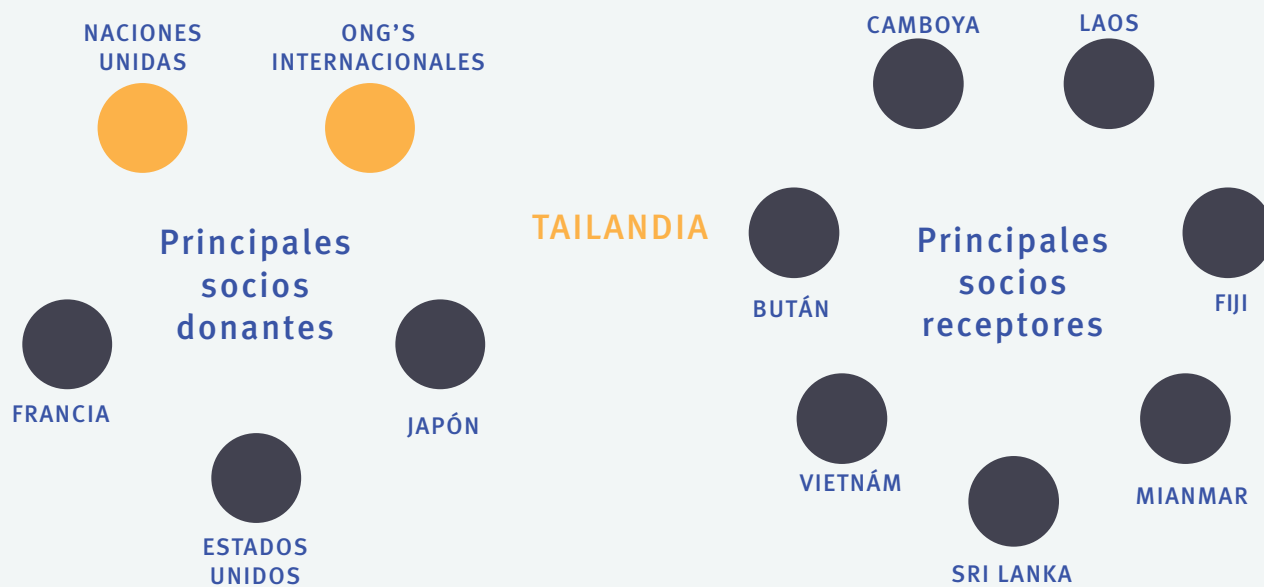 NACIONES
UNIDAS
ONG'S
INTERNACIONALES
Principales
socios
donantes
FRANCIA
JAPÓN
ESTADOS
UNIDOS
TAILANDIA
CAMBOYA
LAOS
BUTÁN
Principales
socios
receptores
FIJI
VIETNÁM
MIANMAR
SRI LANKA